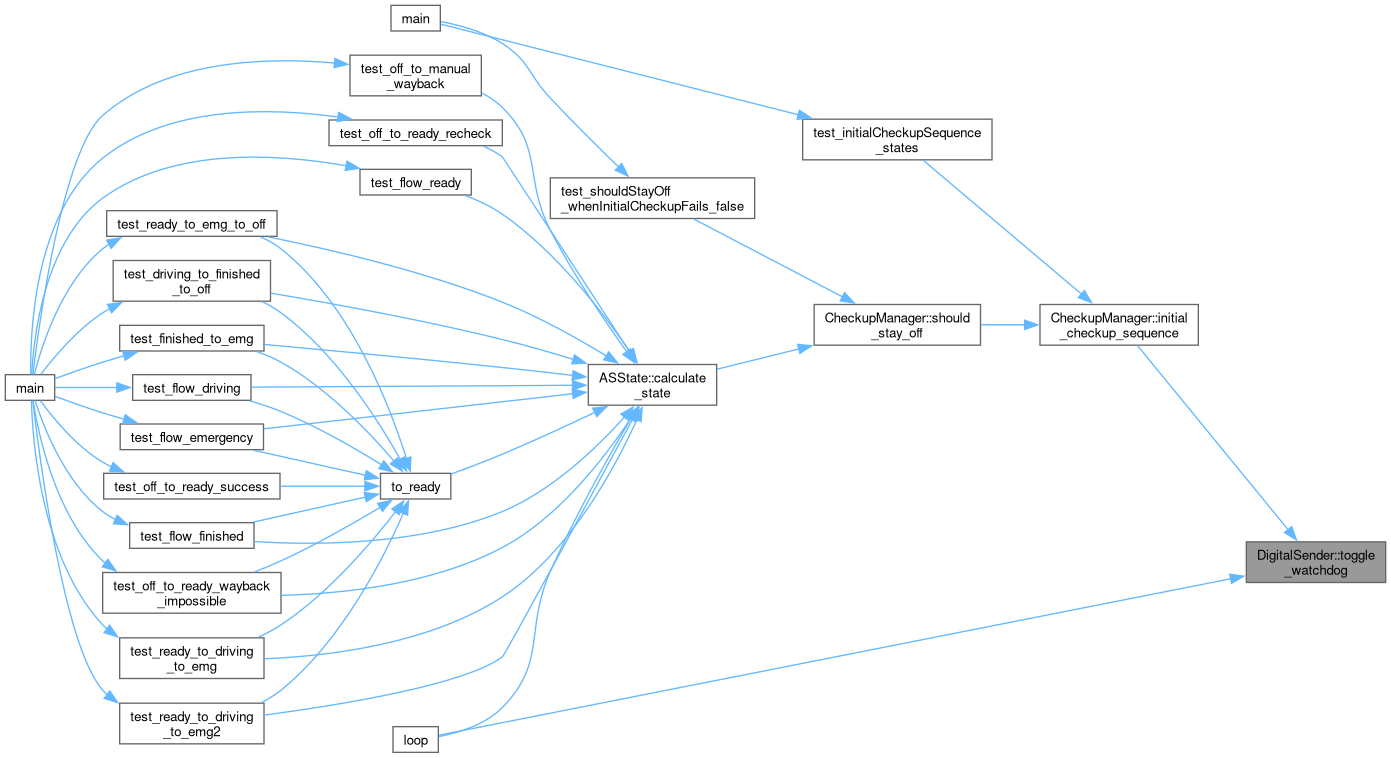 main
test_off_to_manual
_wayback
test_off_to_ready_recheck
test_initialCheckupSequence
_states
test_flow_ready
test_shouldStayOff
_whenInitialCheckupFails_false
test_ready_to_emg_to_off
test_driving_to_finished
_to_off
CheckupManager::should
_stay_off
CheckupManager::initial
_checkup_sequence
test_finished_to_emg
main
test_flow_driving
ASState::calculate
_state
test_flow_emergency
test_off_to_ready_success
to_ready
test_flow_finished
DigitalSender::toggle
_watchdog
test_off_to_ready_wayback
_impossible
test_ready_to_driving
_to_emg
test_ready_to_driving
_to_emg2
loop